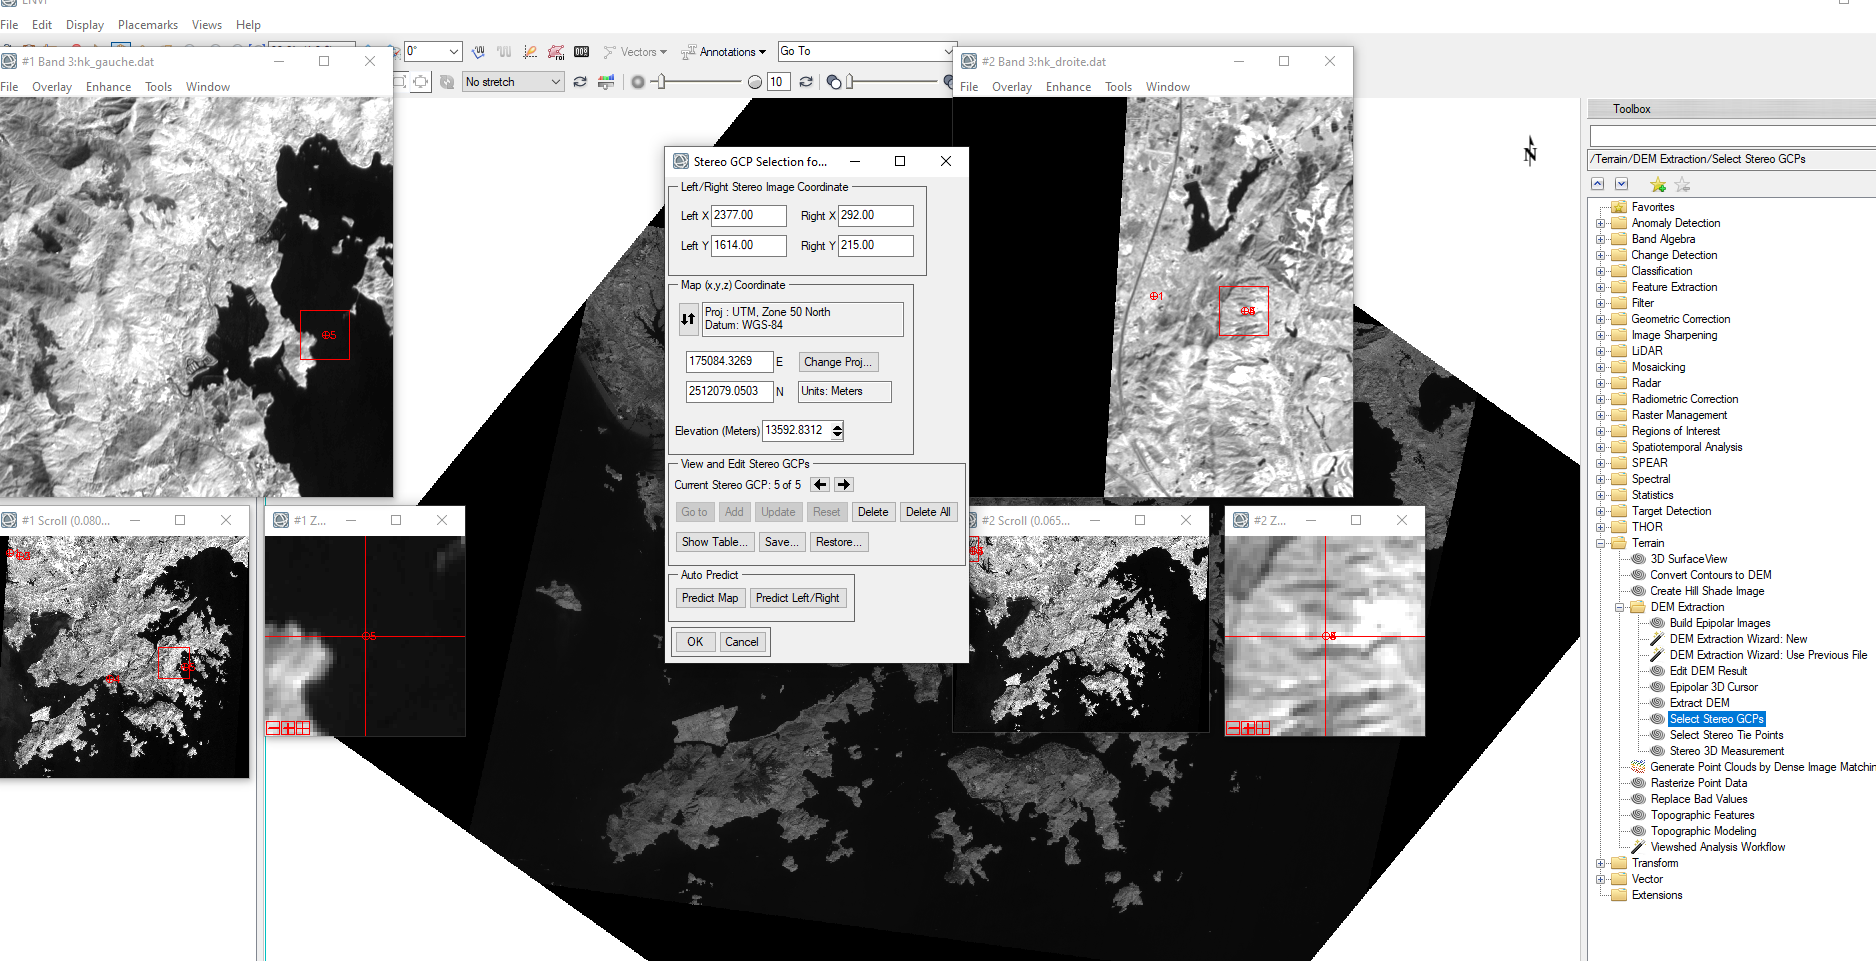 ENVI
File Edit Display Placemarks Views Help
0° Vectors Annotations Go To
No stretch 10
#1 Band 3:hk_gauche.dat
File Overlay Enhance Tools Window
5
#2 Band 3:hk_droite.dat
File Overlay Enhance Tools Window
1
N
Stereo GCP Selection fo...
Left/Right Stereo Image Coordinate
Left X 2377.00 Right X 292.00
Left Y 1614.00 Right Y 215.00
Map (x,y,z) Coordinate
Proj : UTM, Zone 50 North
Datum: WGS-84
175084.3269 E Change Proj...
2512079.0503 N Units: Meters
Elevation (Meters) 13592.8312
View and Edit Stereo GCPs
Current Stereo GCP: 5 of 5
Go to Add Update Reset Delete Delete All
Show Table... Save... Restore...
Auto Predict
Predict Map Predict Left/Right
OK Cancel
#1 Scroll (0.080...
#1 Z...
5
#2 Scroll (0.065...
#2 Z...
Toolbox
/Terrain/DEM Extraction/Select Stereo GCPs
Favorites
Anomaly Detection
Band Algebra
Change Detection
Classification
Feature Extraction
Filter
Geometric Correction
Image Sharpening
LiDAR
Mosaicking
Radar
Radiometric Correction
Raster Management
Regions of Interest
Spatiotemporal Analysis
SPEAR
Spectral
Statistics
Target Detection
THOR
Terrain
3D SurfaceView
Convert Contours to DEM
Create Hill Shade Image
DEM Extraction
Build Epipolar Images
DEM Extraction Wizard: New
DEM Extraction Wizard: Use Previous File
Edit DEM Result
Epipolar 3D Cursor
Extract DEM
Select Stereo GCPs
Select Stereo Tie Points
Stereo 3D Measurement
Generate Point Clouds by Dense Image Matchin
Rasterize Point Data
Replace Bad Values
Topographic Features
Topographic Modeling
Viewshed Analysis Workflow
Transform
Vector
Extensions